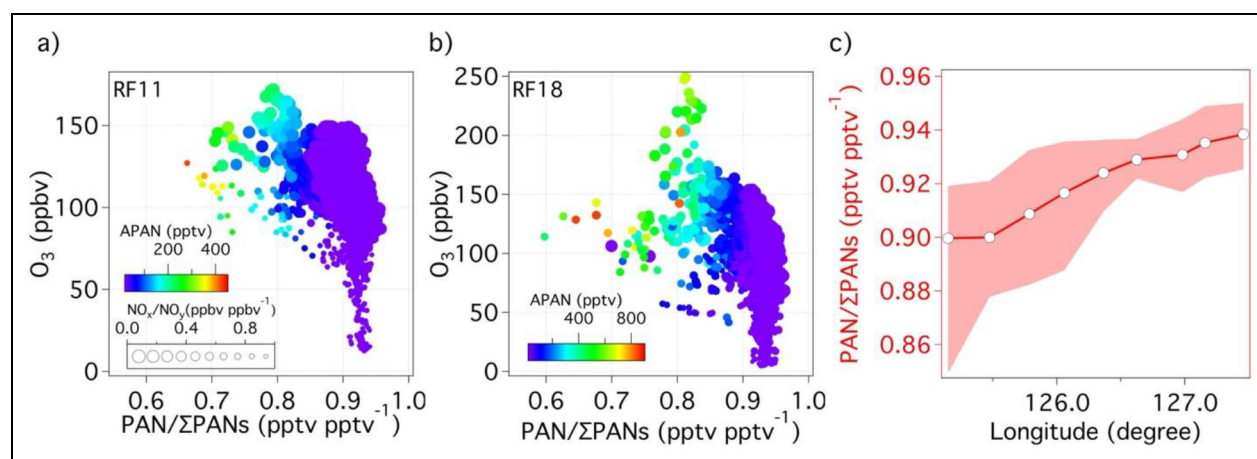 a)
RF11
O₃ (ppbv)
150
100
50
0
APAN (pptv)
200 400
NOₓ/NOᵧ(ppbv ppbv⁻¹)
0.0 0.4 0.8
0.6 0.7 0.8 0.9 1.0
PAN/ΣPANs (pptv pptv⁻¹)
b)
RF18
O₃ (ppbv)
250
200
150
100
50
0
APAN (pptv)
400 800
0.6 0.7 0.8 0.9 1.0
PAN/ΣPANs (pptv pptv⁻¹)
c)
PAN/ΣPANs (pptv pptv⁻¹)
0.96
0.94
0.92
0.90
0.88
0.86
126.0 127.0
Longitude (degree)